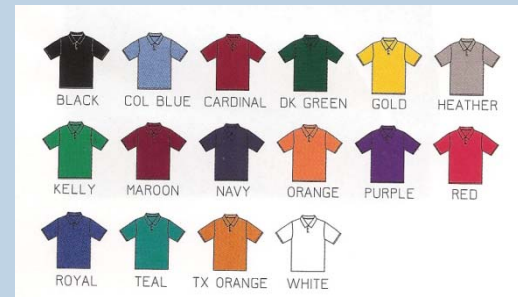 BLACK COL BLUE CARDINAL DK GREEN GOLD HEATHER
KELLY MAROON NAVY ORANGE PURPLE RED
ROYAL TEAL TX ORANGE WHITE